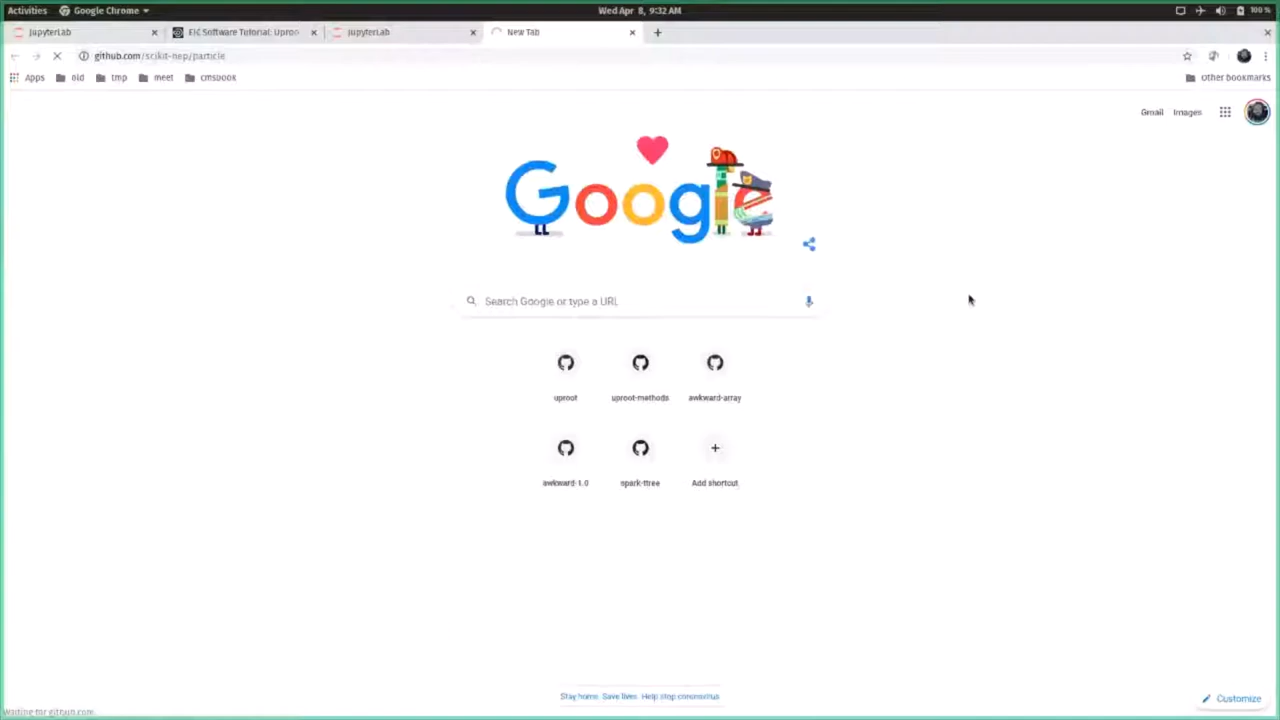 Activities Google Chrome Wed Apr 8, 9:32 AM 100 %
JupyterLab EIC Software Tutorial: Uproo JupyterLab New Tab
github.com/scikit-hep/particle
Apps old tmp meet cmsbook Other bookmarks
Gmail Images
Google
Search Google or type a URL
uproot uproot-methods awkward-array
awkward-1.0 spark-ttree Add shortcut
Stay home. Save lives. Help stop coronavirus
Customize
Waiting for github.com...